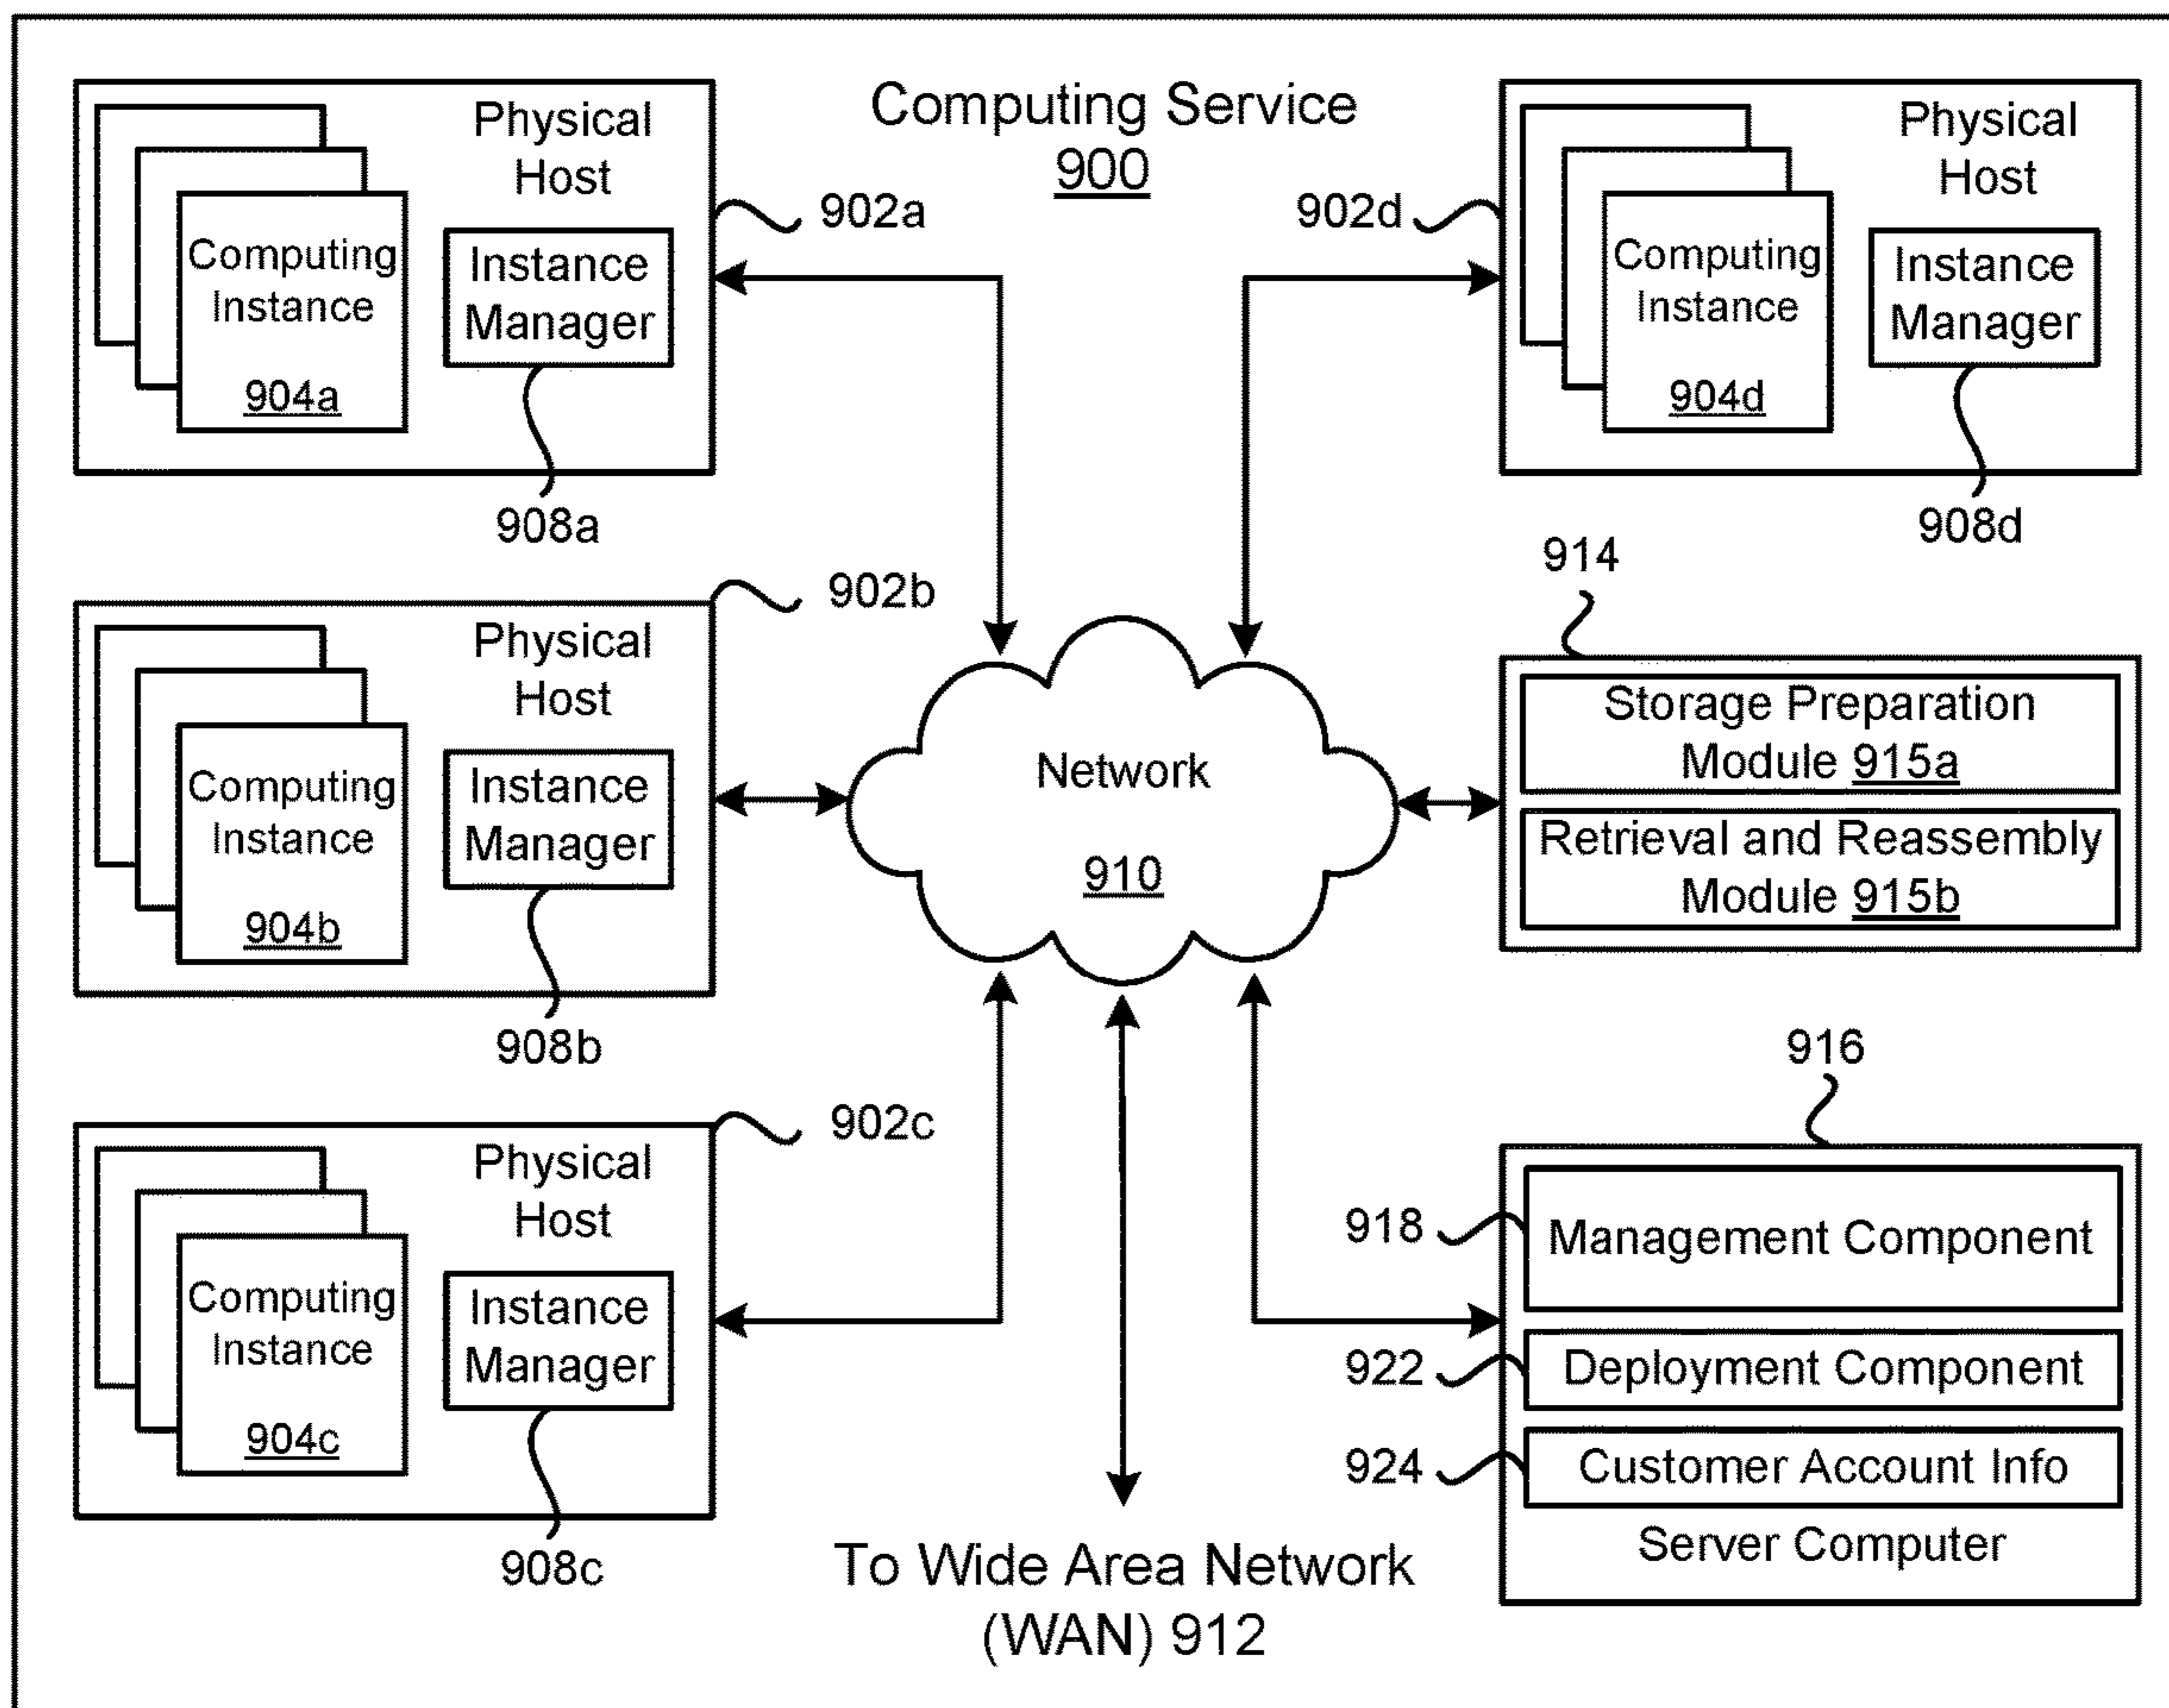 Computing Service
900
Physical
Host
Computing
Instance
904a
Instance
Manager
902a
908a
Physical
Host
Computing
Instance
904d
Instance
Manager
902d
908d
Physical
Host
Computing
Instance
904b
Instance
Manager
902b
908b
Network
910
914
Storage Preparation
Module 915a
Retrieval and Reassembly
Module 915b
Physical
Host
Computing
Instance
904c
Instance
Manager
902c
908c
To Wide Area Network
(WAN) 912
916
918
Management Component
922
Deployment Component
924
Customer Account Info
Server Computer